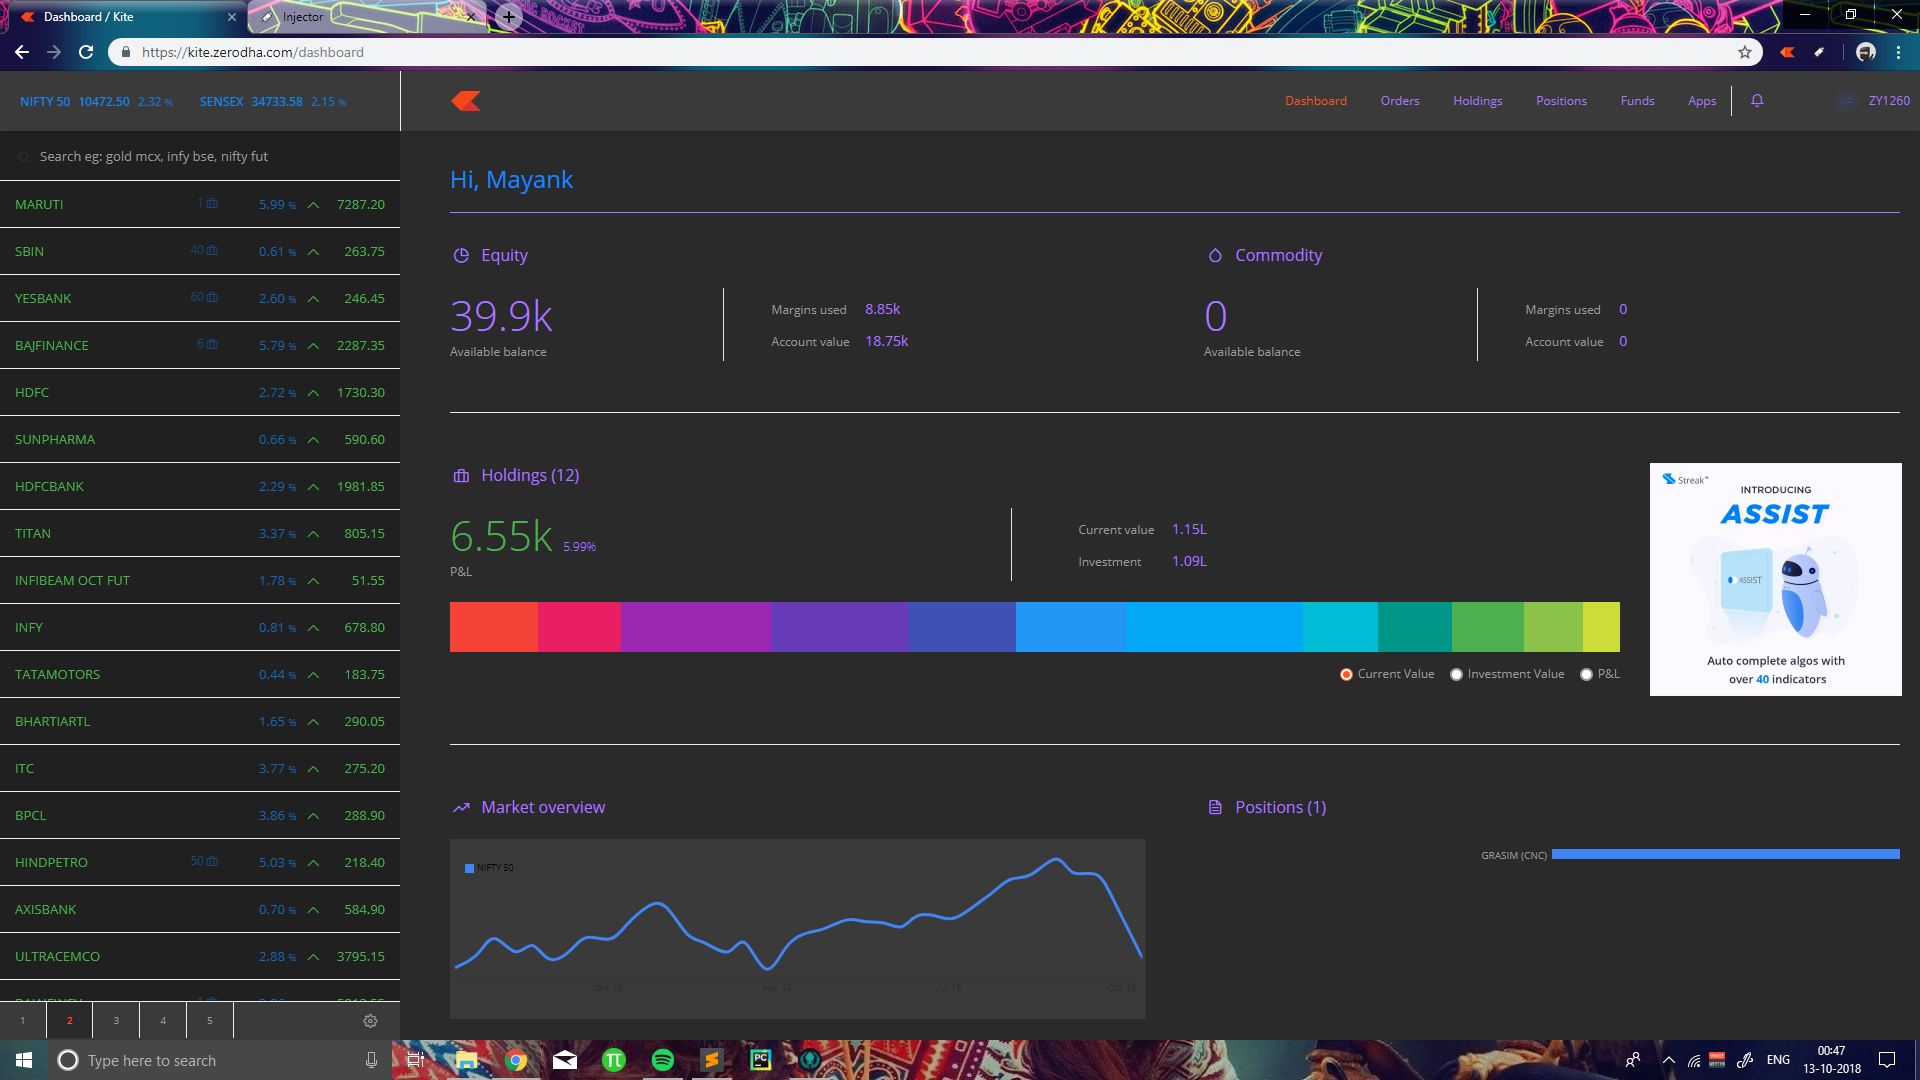 Dashboard / Kite
Injector
https://kite.zerodha.com/dashboard
NIFTY 50 10472.50 2.32 % SENSEX 34733.58 2.15 %
Dashboard Orders Holdings Positions Funds Apps ZY1260
Search eg: gold mcx, infy bse, nifty fut
MARUTI 1 5.99 % 7287.20
SBIN 40 0.61 % 263.75
YESBANK 60 2.60 % 246.45
BAJFINANCE 6 5.79 % 2287.35
HDFC 2.72 % 1730.30
SUNPHARMA 0.66 % 590.60
HDFCBANK 2.29 % 1981.85
TITAN 3.37 % 805.15
INFIBEAM OCT FUT 1.78 % 51.55
INFY 0.81 % 678.80
TATAMOTORS 0.44 % 183.75
BHARTIARTL 1.65 % 290.05
ITC 3.77 % 275.20
BPCL 3.86 % 288.90
HINDPETRO 50 5.03 % 218.40
AXISBANK 0.70 % 584.90
ULTRACEMCO 2.88 % 3795.15
1 2 3 4 5
Hi, Mayank
Equity
39.9k
Available balance
Margins used 8.85k
Account value 18.75k
Commodity
0
Available balance
Margins used 0
Account value 0
Holdings (12)
6.55k 5.99%
P&L
Current value 1.15L
Investment 1.09L
Current Value Investment Value P&L
Streak™
INTRODUCING
ASSIST
ASSIST
Auto complete algos with
over 40 indicators
Market overview
NIFTY 50
Jan 18 Apr 18 Jul 18 Oct 18
Positions (1)
GRASIM (CNC)
Type here to search
PC
ENG
00:47
13-10-2018